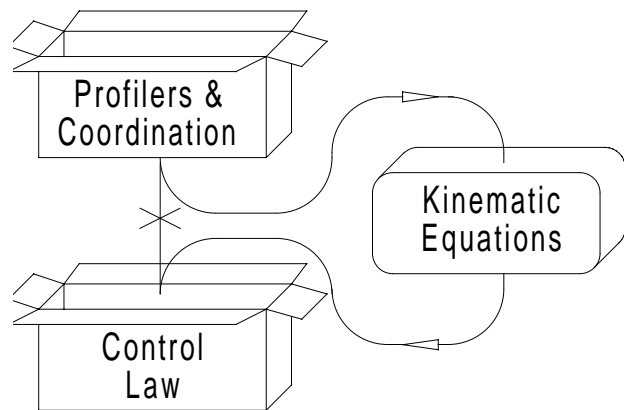 Profilers &
Coordination
Kinematic
Equations
Control
Law